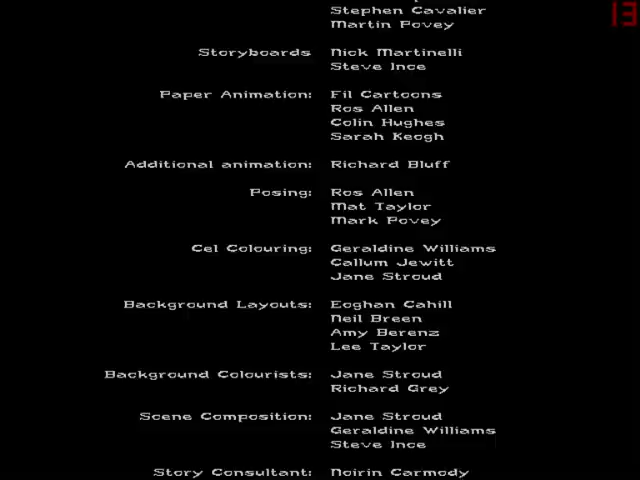 Stephen Cavalier
Martin Povey
13
Storyboards Nick Martinelli
Steve Ince
Paper Animation: Fil Cartoons
Ros Allen
Colin Hughes
Sarah Keogh
Additional animation: Richard Bluff
Posing: Ros Allen
Mat Taylor
Mark Povey
Cel Colouring: Geraldine Williams
Callum Jewitt
Jane Stroud
Background Layouts: Eoghan Cahill
Neil Breen
Amy Berenz
Lee Taylor
Background Colourists: Jane Stroud
Richard Grey
Scene Composition: Jane Stroud
Geraldine Williams
Steve Ince
Story Consultant: Noirin Carmody